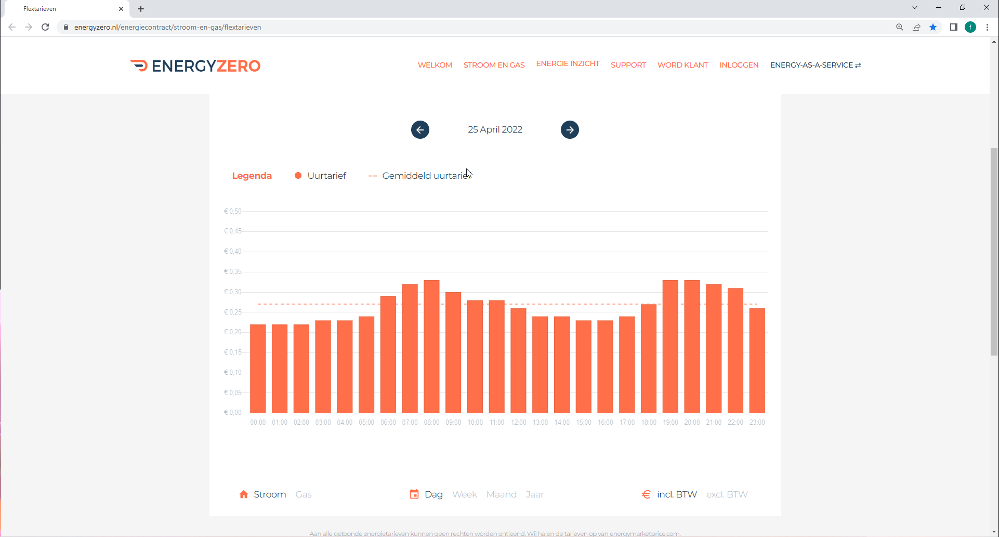 Flextarieven
energyzero.nl/energiecontract/stroom-en-gas/flextarieven
f
ENERGYZERO
WELKOM STROOM EN GAS ENERGIE INZICHT SUPPORT WORD KLANT INLOGGEN ENERGY-AS-A-SERVICE ⇄
25 April 2022
Legenda Uurtarief Gemiddeld uurtarief
€ 0,50
€ 0,45
€ 0,40
€ 0,35
€ 0,30
€ 0,25
€ 0,20
€ 0,15
€ 0,10
€ 0,05
€ 0,00
00:00 01:00 02:00 03:00 04:00 05:00 06:00 07:00 08:00 09:00 10:00 11:00 12:00 13:00 14:00 15:00 16:00 17:00 18:00 19:00 20:00 21:00 22:00 23:00
Stroom Gas Dag Week Maand Jaar € incl. BTW excl. BTW
Aan alle getoonde energietarieven kunnen geen rechten worden ontleend. Wij halen de tarieven op van energymarketprice.com.